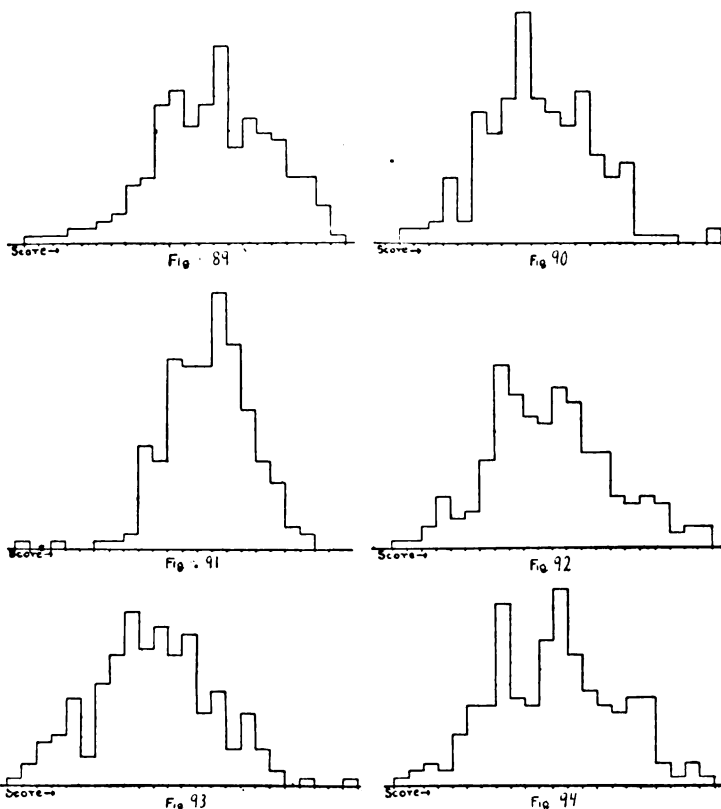 Score→
Fig. 89
Score→
Fig 90
Score→
Fig. 91
Score→
Fig 92
Score→
Fig 93
Score→
Fig 94